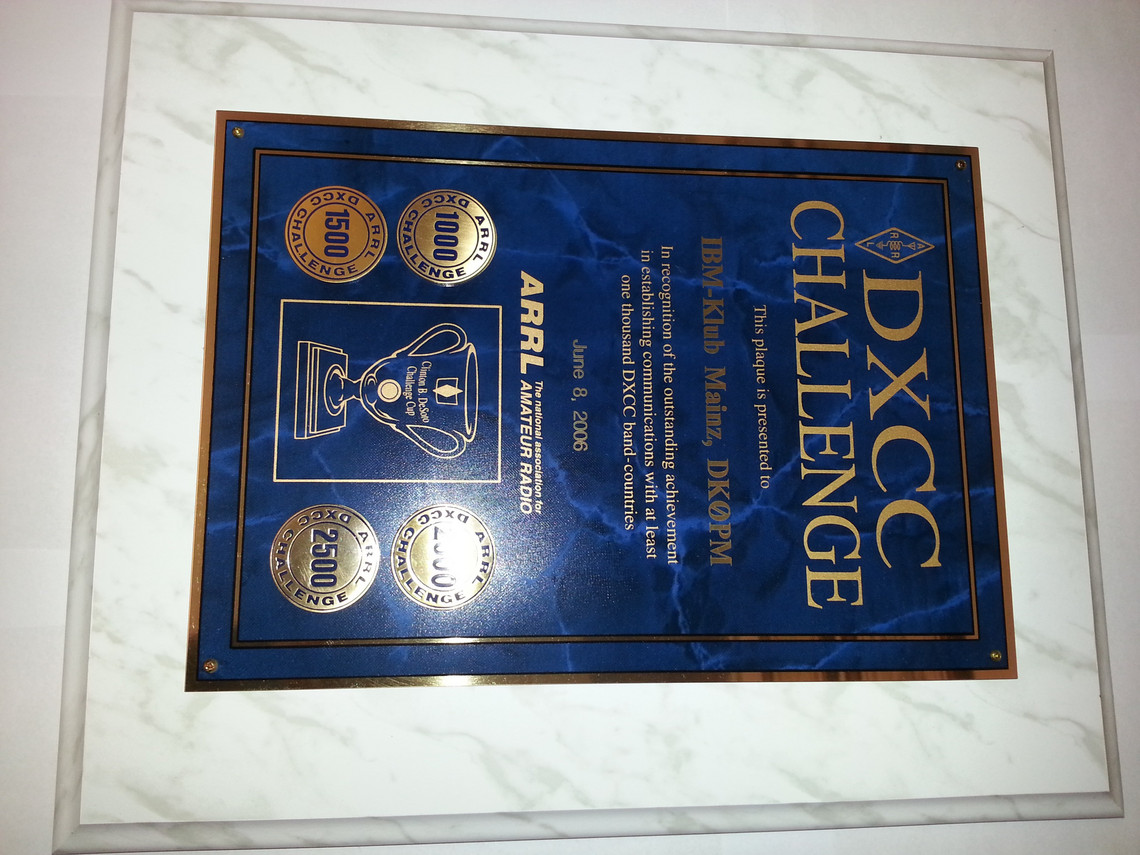 ARRL
DXCC
CHALLENGE
This plaque is presented to
IBM-Klub Mainz, DKØPM
In recognition of the outstanding achievement
in establishing communications with at least
one thousand DXCC band-countries
June 8, 2006
ARRL The national association for
AMATEUR RADIO
ARRL
1000
DXCC CHALLENGE
ARRL
1500
DXCC CHALLENGE
Clinton B. DeSoto
Challenge Cup
ARRL
DXCC CHALLENGE
ARRL
2500
DXCC CHALLENGE